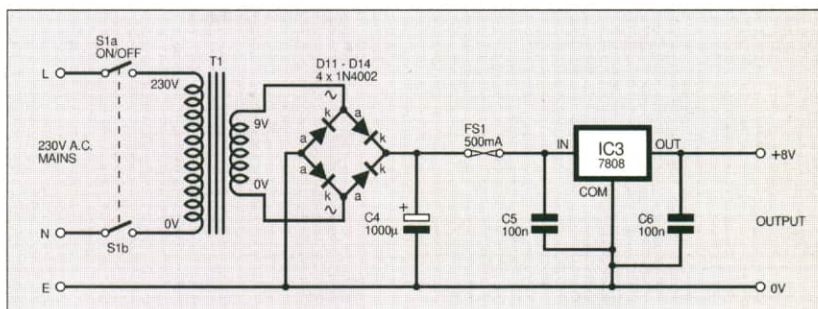 S1a
ON/OFF
T1
D11 - D14
4 x 1N4002
L
230V
∿
k
a
a
k
9V
FS1
500mA
IN
IC3
7808
OUT
+8V
230V A.C.
MAINS
a
k
a
k
0V
∿
COM
+
C4
1000μ
C5
100n
C6
100n
OUTPUT
N
0V
S1b
E
0V